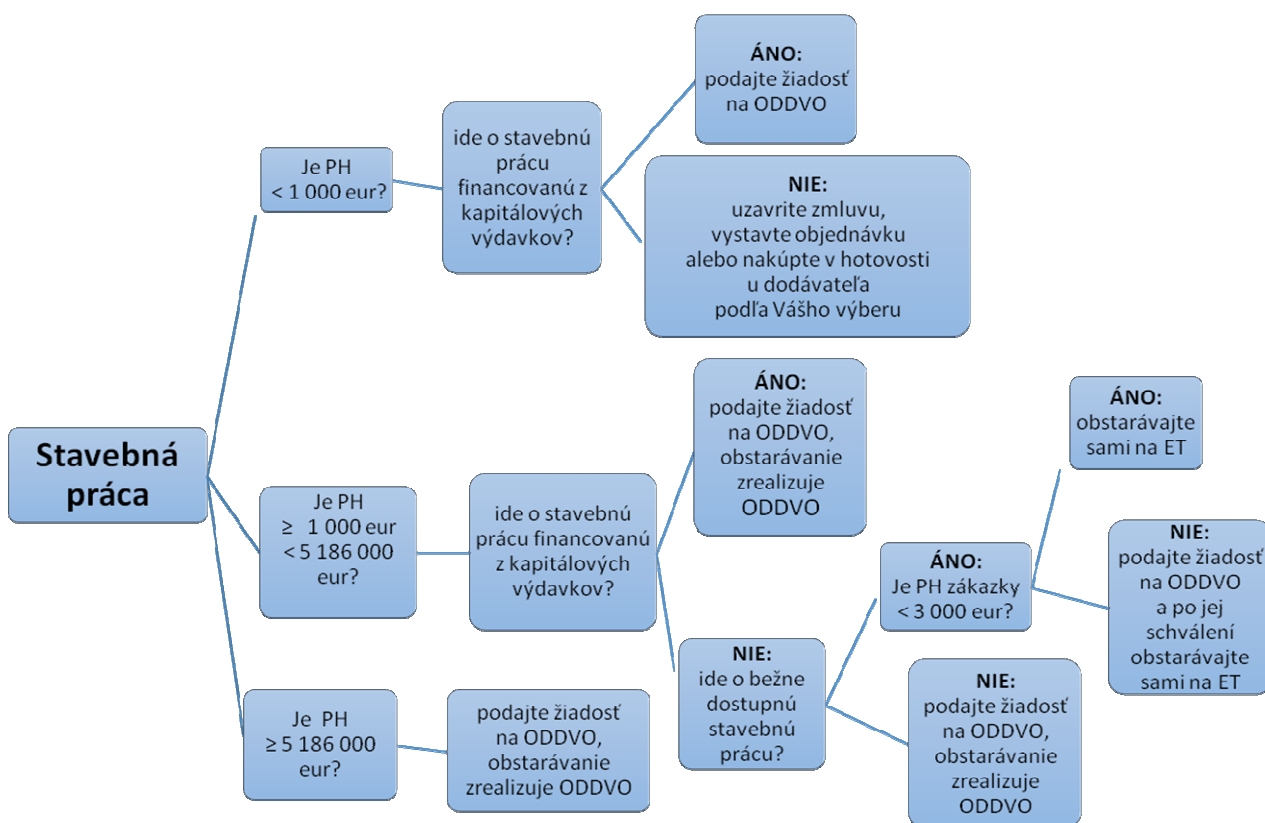 Stavebná
práca
Je PH
< 1 000 eur?
ide o stavebnú
prácu
financovanú z
kapitálových
výdavkov?
ÁNO:
podajte žiadosť
na ODDVO
NIE:
uzavrite zmluvu,
vystavte objednávku
alebo nakúpte v hotovosti
u dodávateľa
podľa Vášho výberu
Je PH
≥ 1 000 eur
< 5 186 000
eur?
ide o stavebnú
prácu financovanú
z kapitálových
výdavkov?
ÁNO:
podajte žiadosť
na ODDVO,
obstarávanie
zrealizuje
ODDVO
NIE:
ide o bežne
dostupnú
stavebnú
prácu?
ÁNO:
Je PH zákazky
< 3 000 eur?
ÁNO:
obstarávajte
sami na ET
NIE:
podajte žiadosť
na ODDVO
a po jej
schválení
obstarávajte
sami na ET
NIE:
podajte žiadosť
na ODDVO,
obstarávanie
zrealizuje
ODDVO
Je PH
≥ 5 186 000
eur?
podajte žiadosť
na ODDVO,
obstarávanie
zrealizuje ODDVO